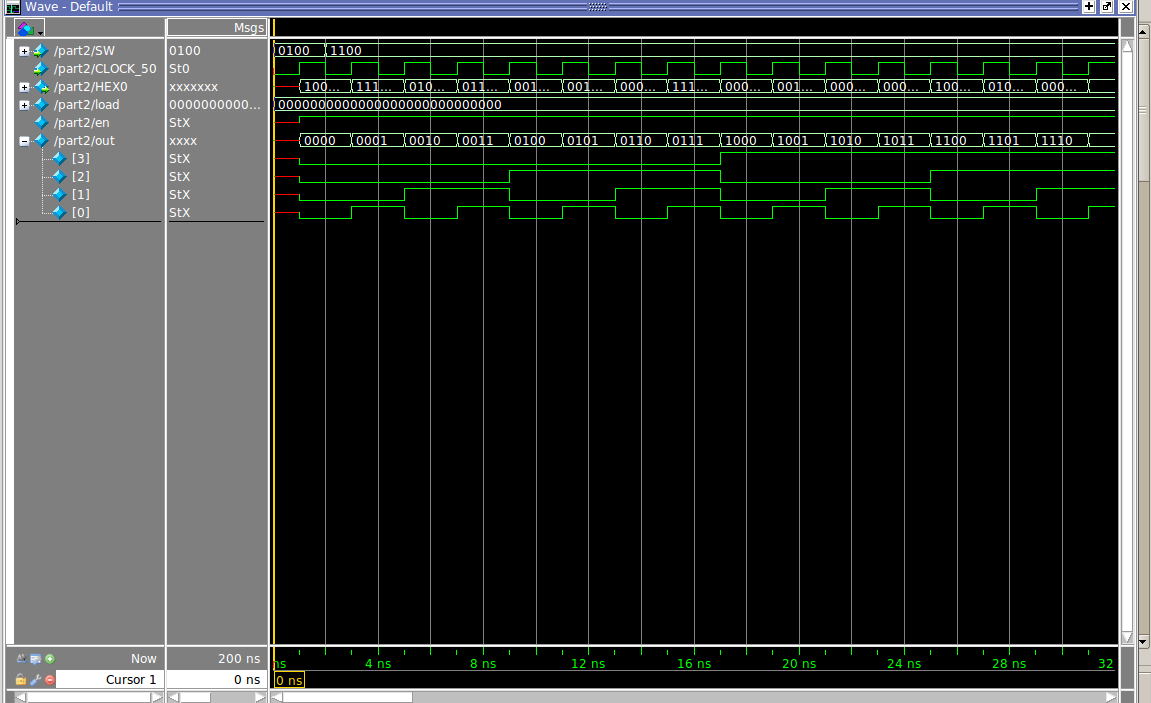 Wave - Default
Msgs
/part2/SW 0100 0100 1100
/part2/CLOCK_50 St0
/part2/HEX0 xxxxxxx 100... 111... 010... 011... 001... 001... 000... 111... 000... 001... 000... 000... 100... 010... 000...
/part2/load 0000000000... 00000000000000000000000000
/part2/en StX
/part2/out xxxx 0000 0001 0010 0011 0100 0101 0110 0111 1000 1001 1010 1011 1100 1101 1110
[3] StX
[2] StX
[1] StX
[0] StX
Now 200 ns ns 4 ns 8 ns 12 ns 16 ns 20 ns 24 ns 28 ns 32
Cursor 1 0 ns 0 ns